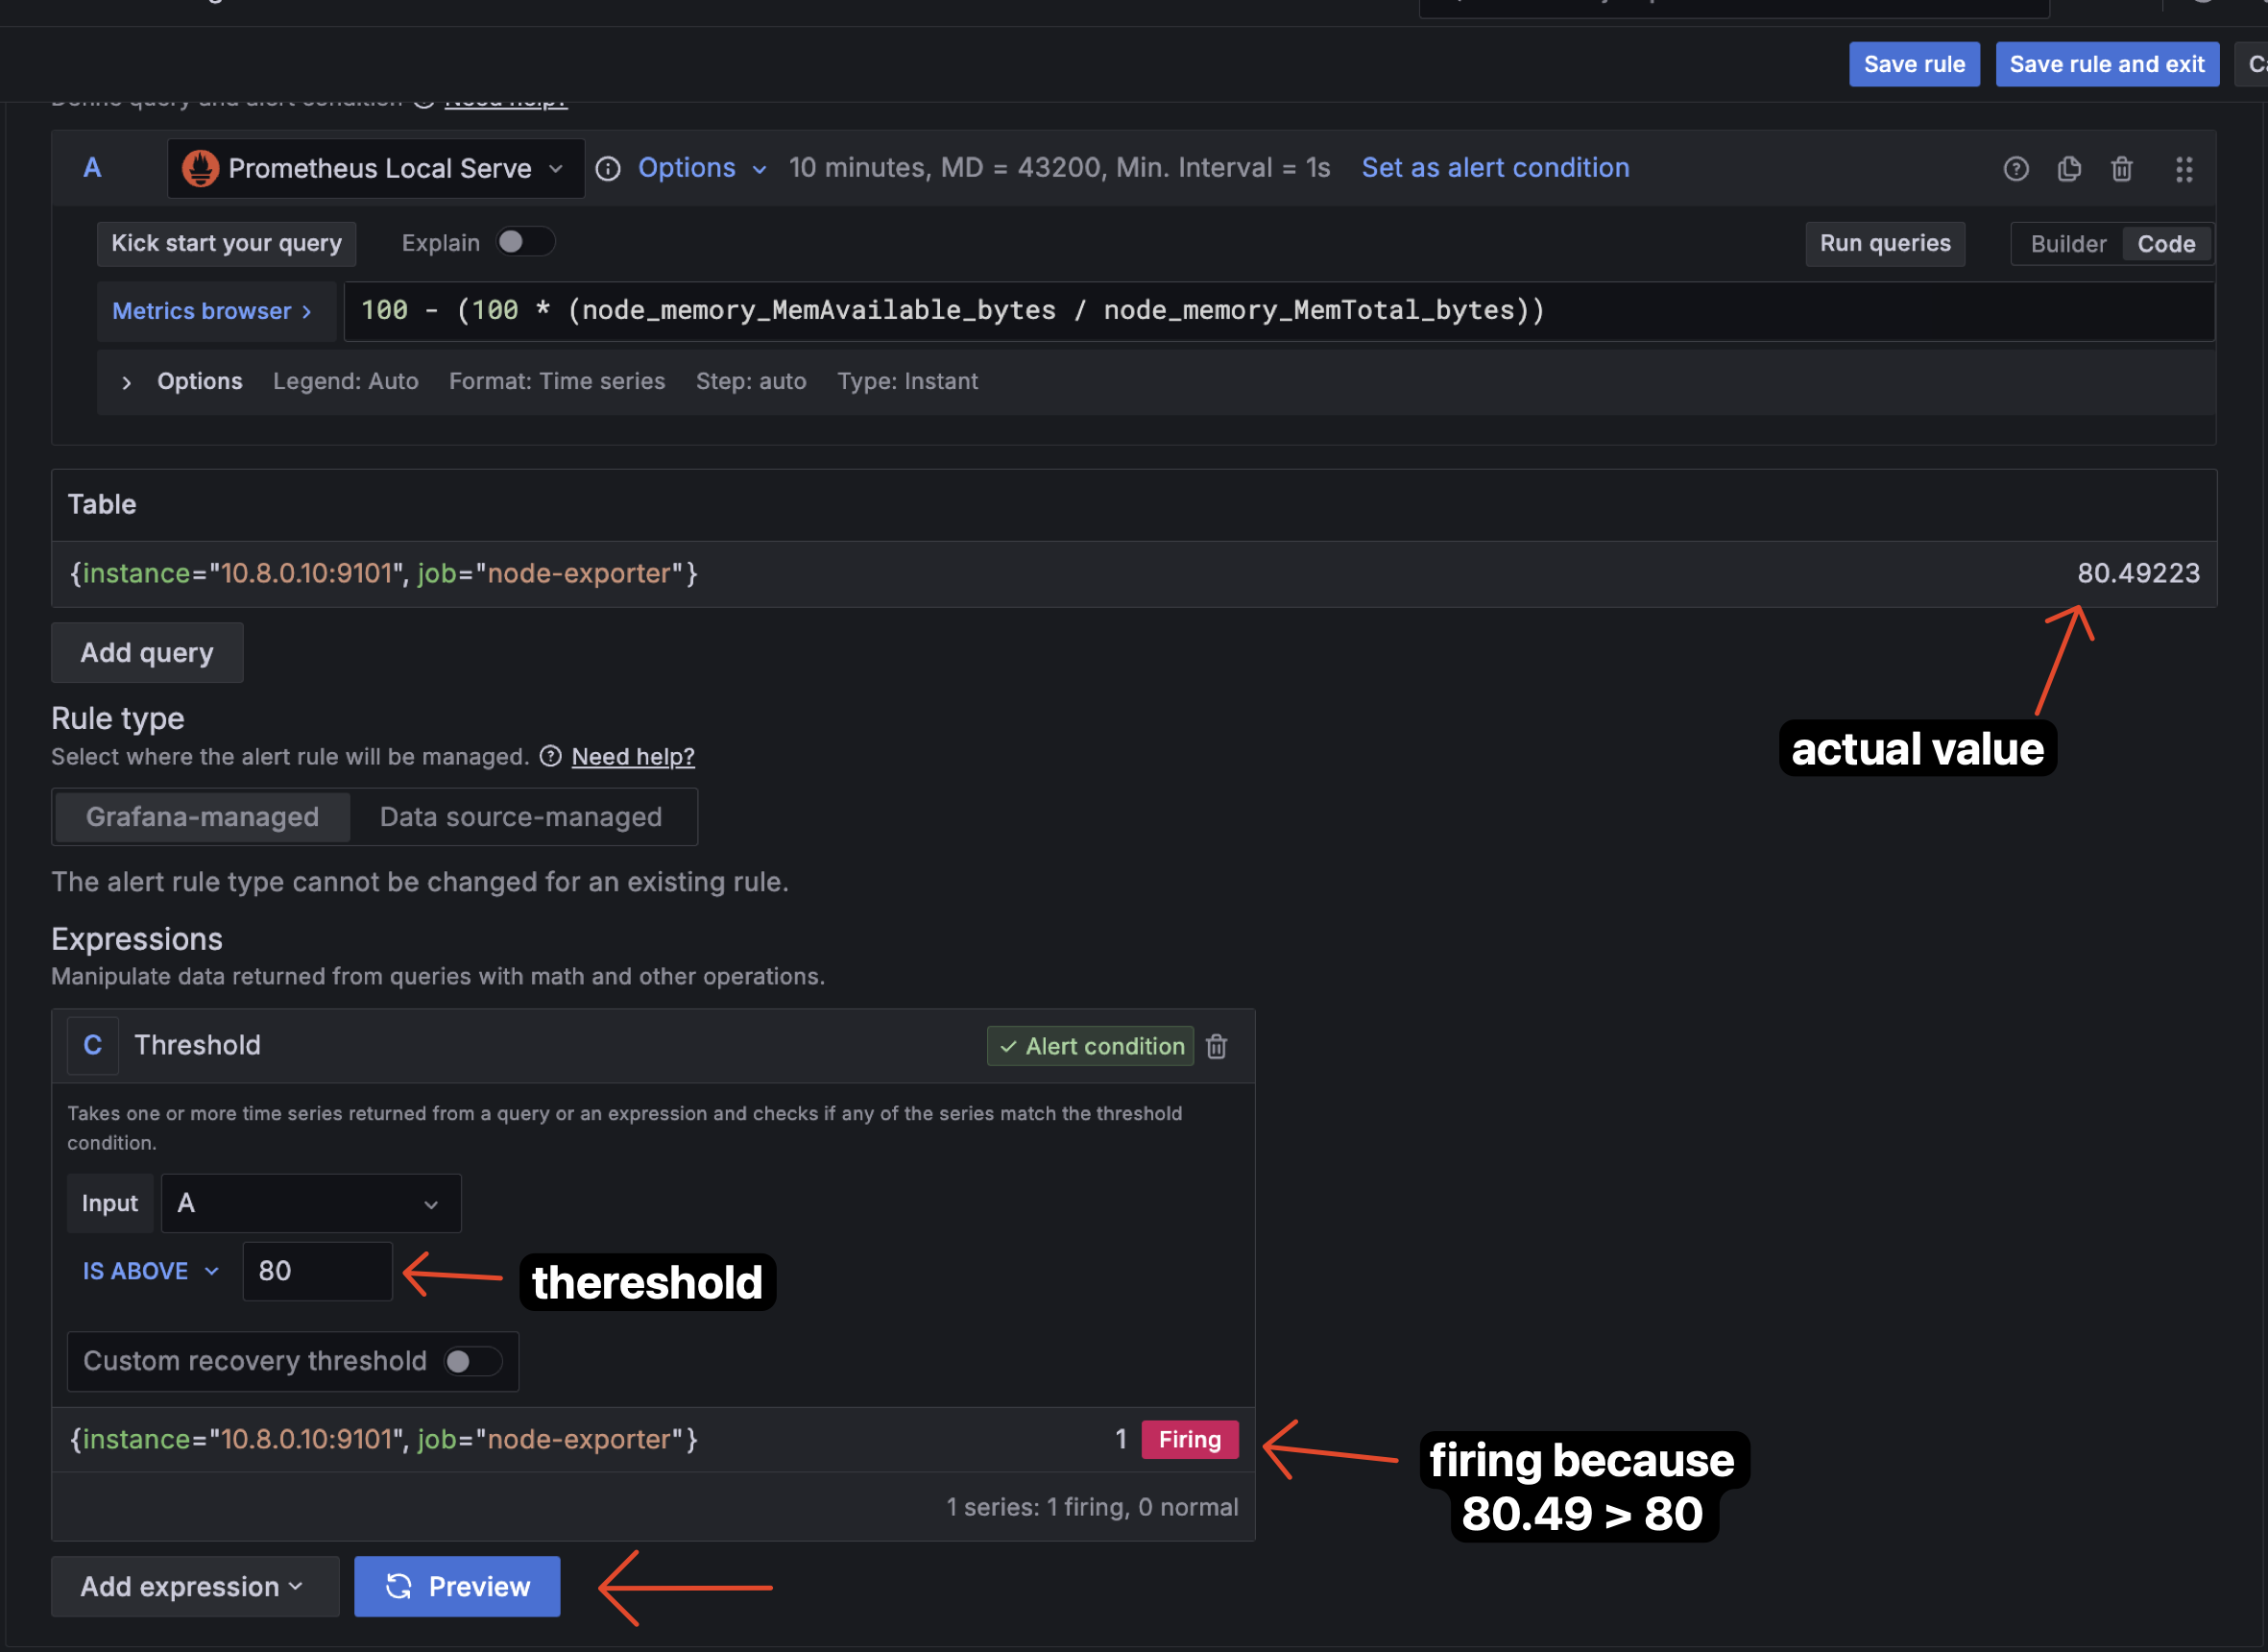 Save rule
Save rule and exit
Define query and alert condition Need help?
A
Prometheus Local Serve
Options
10 minutes, MD = 43200, Min. Interval = 1s
Set as alert condition
Kick start your query
Explain
Run queries
Builder
Code
Metrics browser >
100 - (100 * (node_memory_MemAvailable_bytes / node_memory_MemTotal_bytes))
Options
Legend: Auto
Format: Time series
Step: auto
Type: Instant
Table
{instance="10.8.0.10:9101", job="node-exporter"}
80.49223
Add query
actual value
Rule type
Select where the alert rule will be managed.
Need help?
Grafana-managed
Data source-managed
The alert rule type cannot be changed for an existing rule.
Expressions
Manipulate data returned from queries with math and other operations.
C
Threshold
Alert condition
Takes one or more time series returned from a query or an expression and checks if any of the series match the threshold
condition.
Input
A
IS ABOVE
80
thereshold
Custom recovery threshold
{instance="10.8.0.10:9101", job="node-exporter"}
1
Firing
firing because
80.49 > 80
1 series: 1 firing, 0 normal
Add expression
Preview